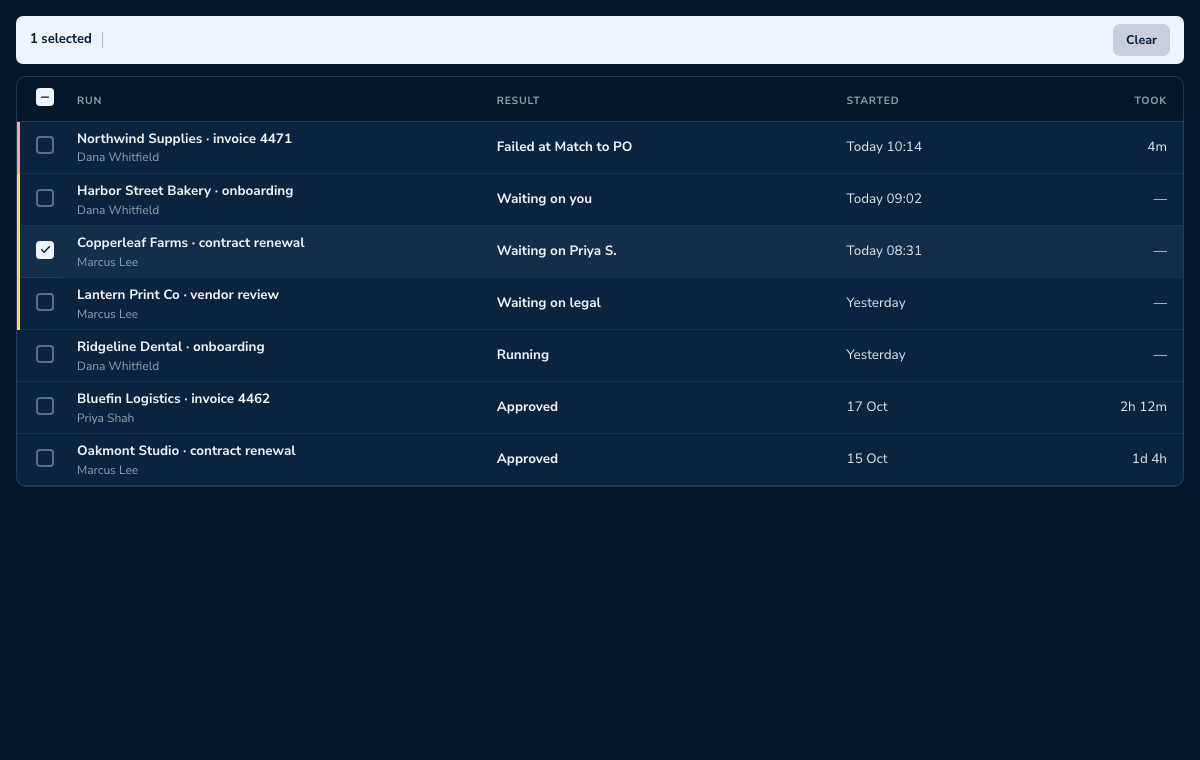 1 selected
Clear
RUN RESULT STARTED TOOK
Northwind Supplies · invoice 4471
Dana Whitfield
Failed at Match to PO
Today 10:14
4m
Harbor Street Bakery · onboarding
Dana Whitfield
Waiting on you
Today 09:02
—
Copperleaf Farms · contract renewal
Marcus Lee
Waiting on Priya S.
Today 08:31
—
Lantern Print Co · vendor review
Marcus Lee
Waiting on legal
Yesterday
—
Ridgeline Dental · onboarding
Dana Whitfield
Running
Yesterday
—
Bluefin Logistics · invoice 4462
Priya Shah
Approved
17 Oct
2h 12m
Oakmont Studio · contract renewal
Marcus Lee
Approved
15 Oct
1d 4h